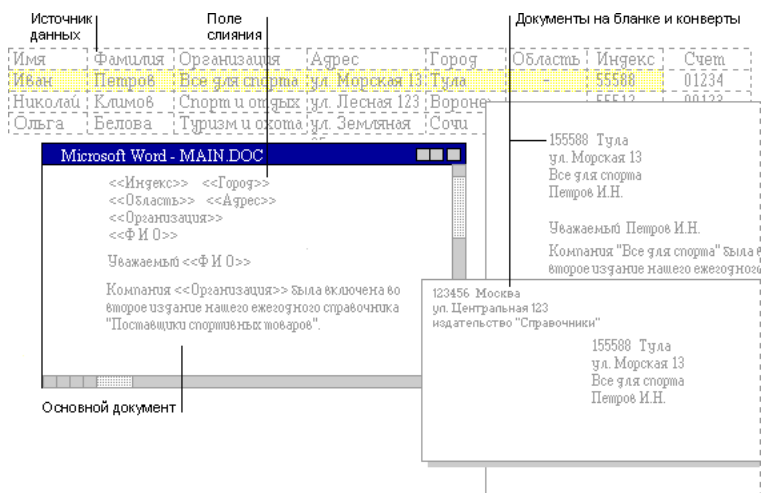 Источник данных
Поле слияния
Документы на бланке и конверты
Имя Фамилия Организация Адрес Город Область Индекс Счет
Иван Петров Все для спорта ул. Морская 13 Тула - 55588 01234
Николай Климов Спорт и отдых ул. Лесная 123 Вороне
Ольга Белова Туризм и охота ул. Земляная Сочи
Microsoft Word - MAIN.DOC
<<Индекс>> <<Город>>
<<Область>> <<Адрес>>
<<Организация>>
<<Ф И О>>
Уважаемый <<Ф И О>>
Компания <<Организация>> была включена во
второе издание нашего ежегодного справочника
"Поставщики спортивных товаров".
Основной документ
155588 Тула
ул. Морская 13
Все для спорта
Петров И.Н.
Уважаемый Петров И.Н.
Компания "Все для спорта" была
второе издание нашего ежегодного
123456 Москва
ул. Центральная 123
издательство "Справочники"
155588 Тула
ул. Морская 13
Все для спорта
Петров И.Н.